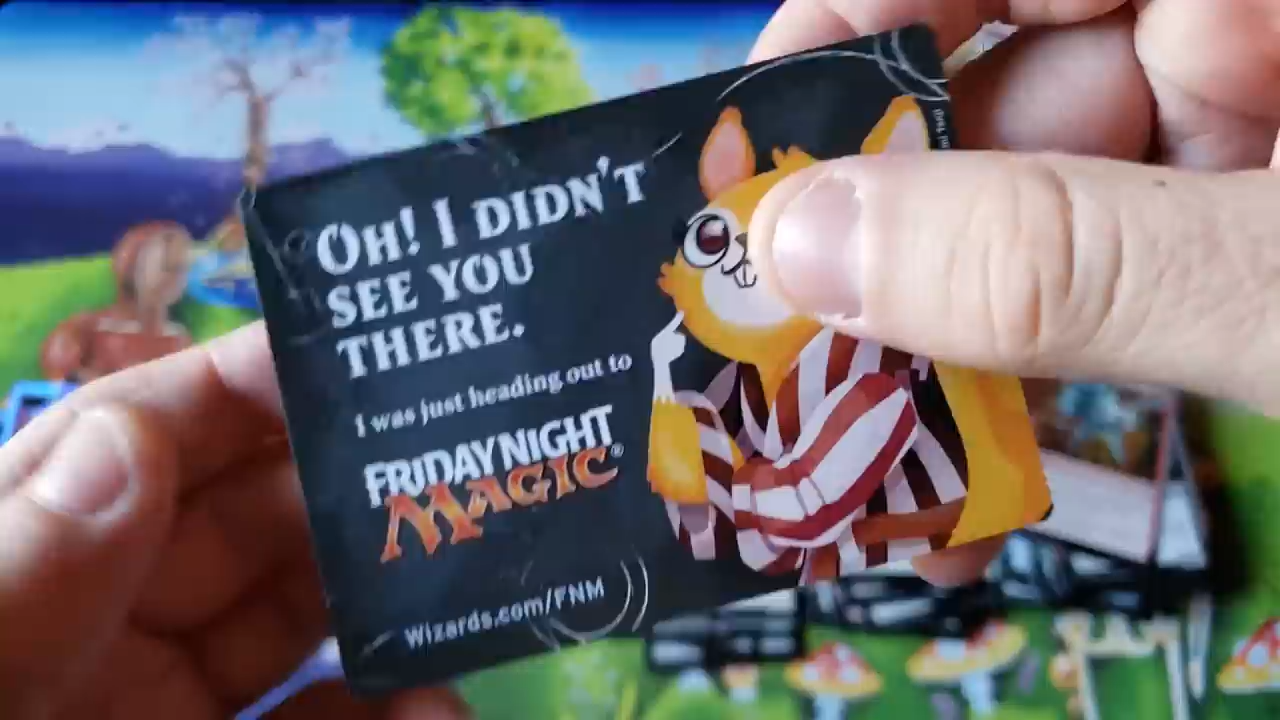 Oh! I didn't
see you
there.
I was just heading out to
FRIDAY NIGHT
MAGIC®
Wizards.com/FNM